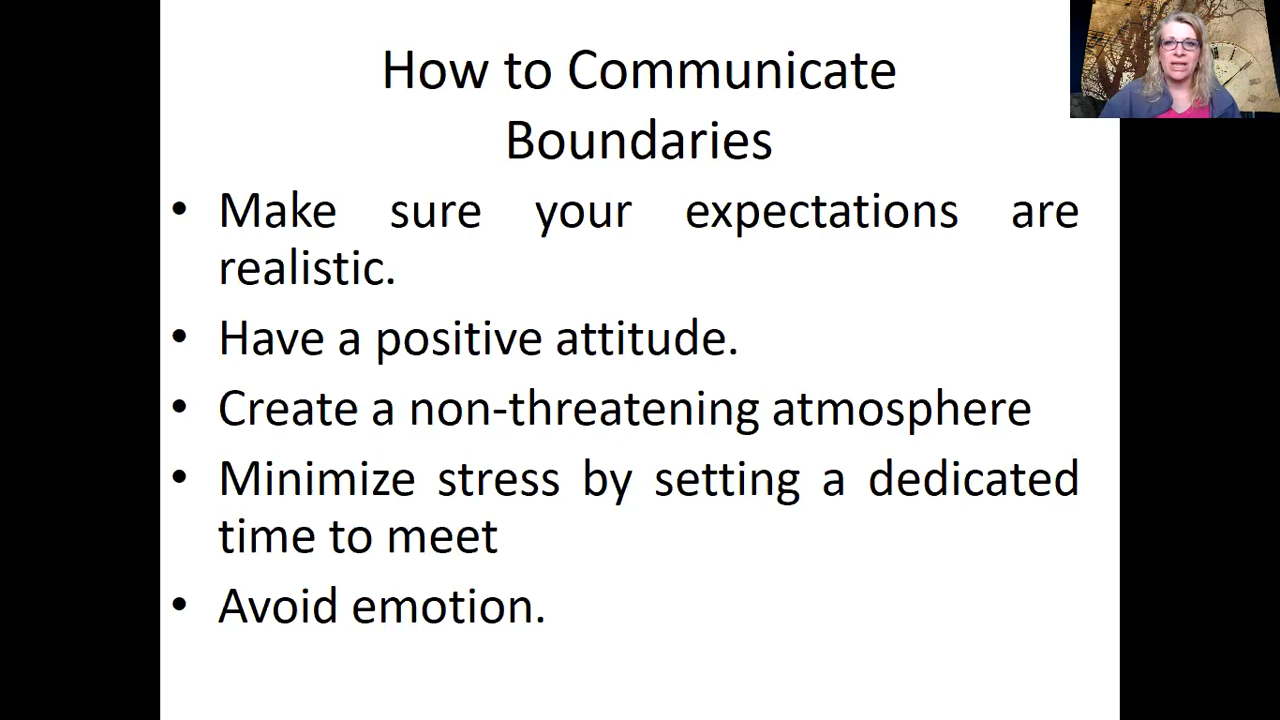 How to Communicate
Boundaries
• Make sure your expectations are
realistic.
• Have a positive attitude.
• Create a non-threatening atmosphere
• Minimize stress by setting a dedicated
time to meet
• Avoid emotion.